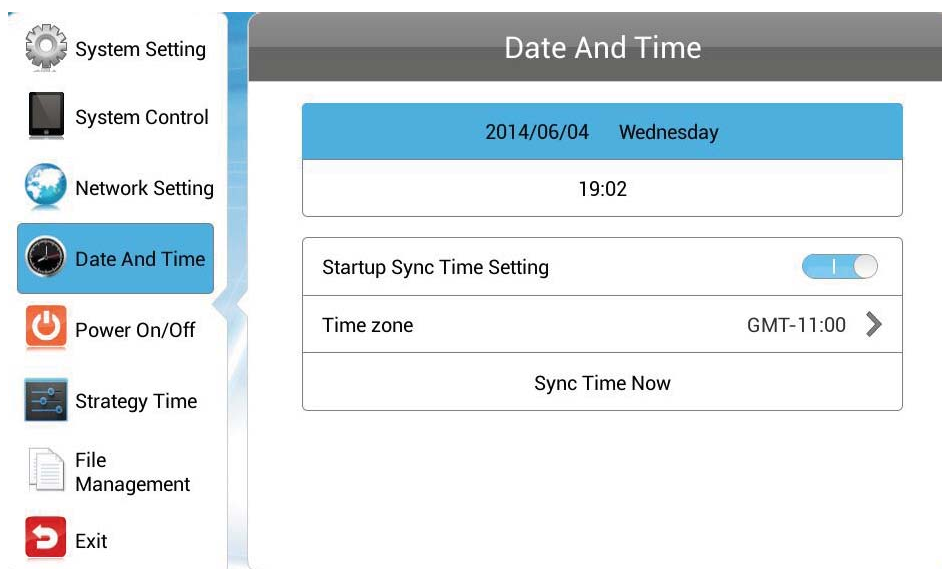 System Setting
System Control
Network Setting
Date And Time
Power On/Off
Strategy Time
File
Management
Exit
Date And Time
2014/06/04 Wednesday
19:02
Startup Sync Time Setting
Time zone GMT-11:00
Sync Time Now